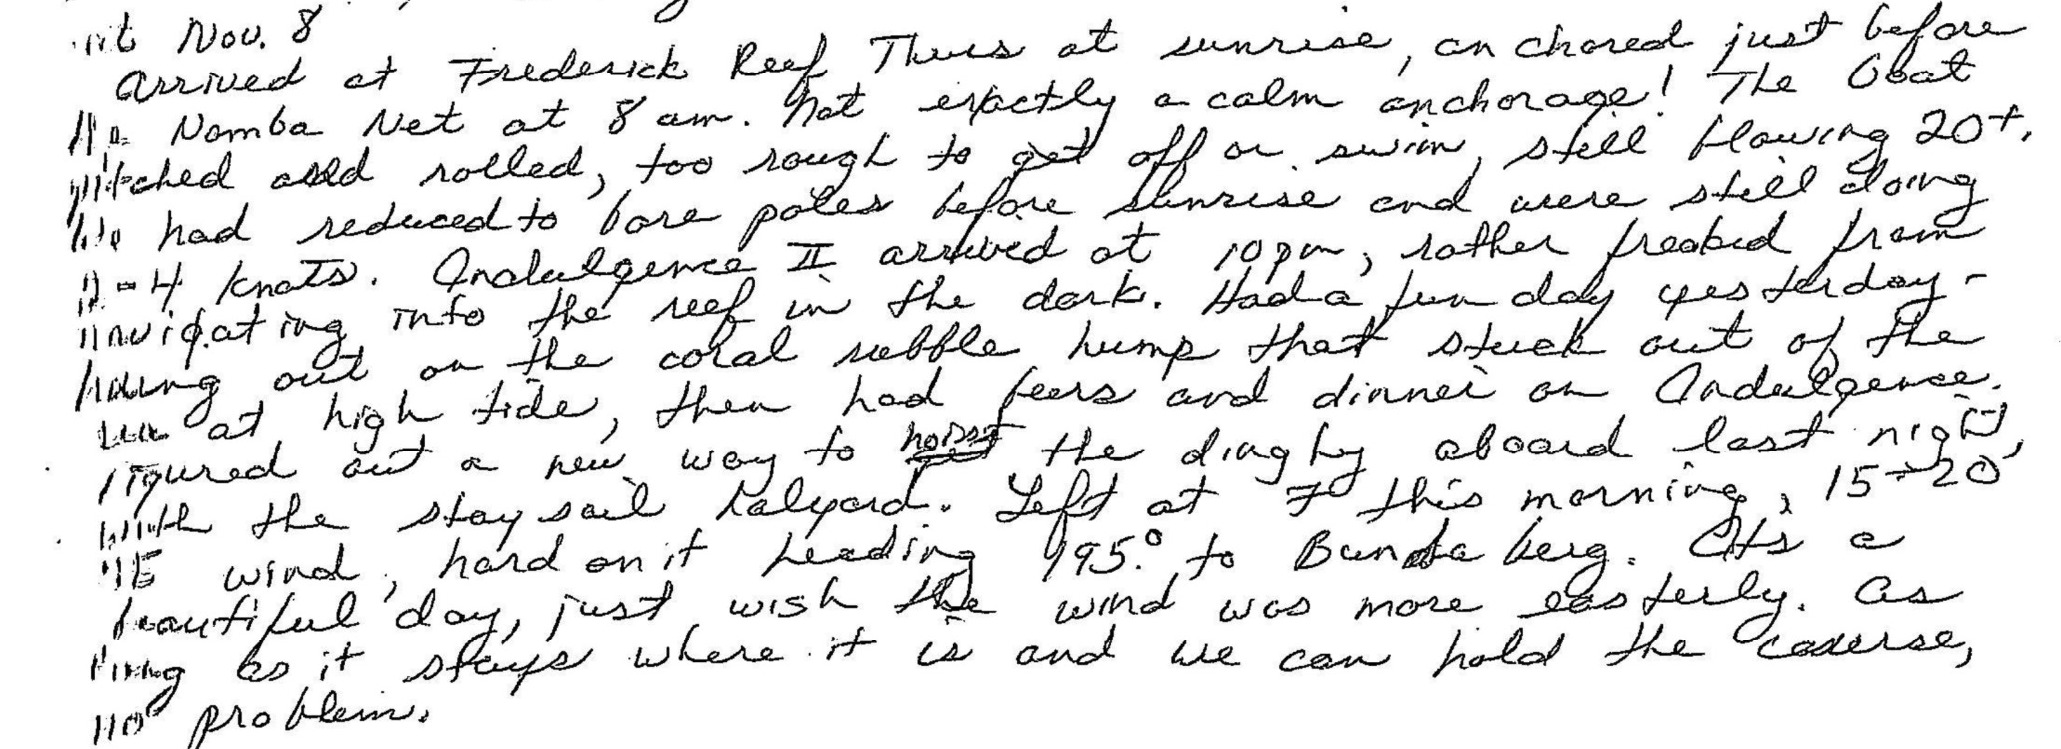 Nov. 8
Arrived at Frederick Reef Thurs at sunrise, anchored just before
the Namba Net at 8 am. Not exactly a calm anchorage! The boat
pitched and rolled, too rough to get off or swim, still blowing 20+.
We had reduced to bare poles before sunrise and were still doing
3-4 knots. Indulgence II arrived at 10 pm, rather freaked from
navigating into the reef in the dark. Had a fun day yesterday -
hung out on the coral rubble hump that stuck out of the
at high tide, then had beers and dinner on Indulgence.
Figured out a new way to hoist the dinghy aboard last night,
with the staysail halyard. Left at 7 this morning, 15-20
wind, hard on it heading 195° to Bundaberg. It's a
beautiful day, just wish the wind was more easterly. As
long as it stays where it is and we can hold the course,
no problem.